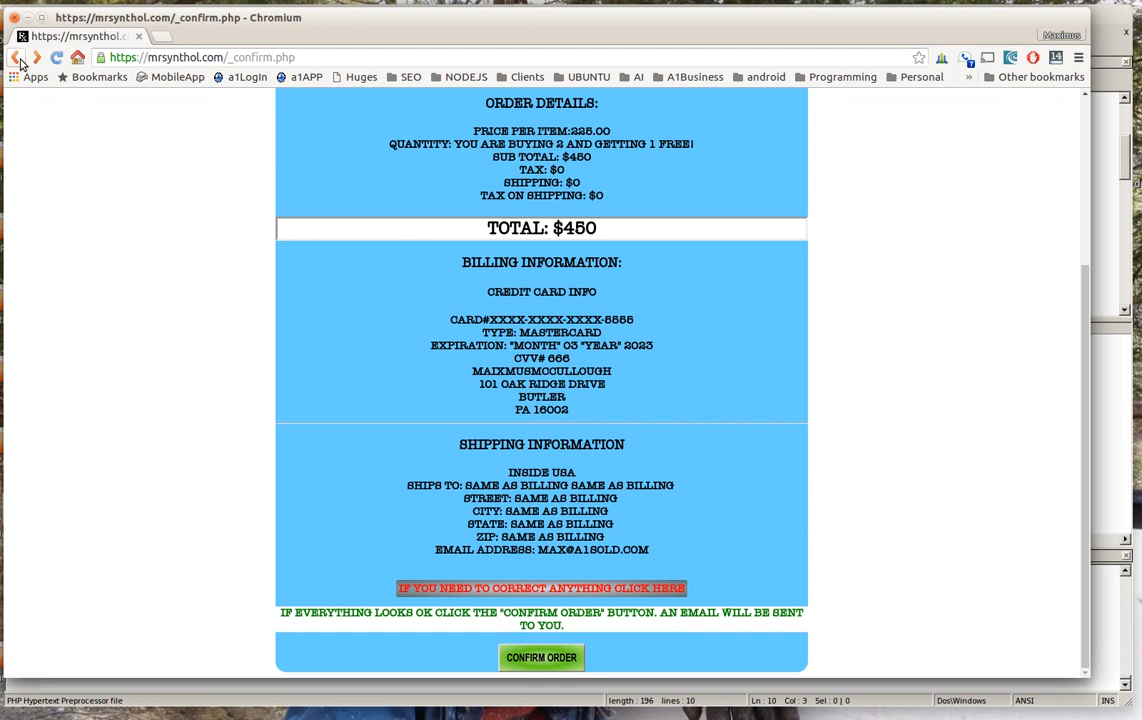 https://mrsynthol.com/_confirm.php - Chromium
https://mrsynthol.c
Maximus
https://mrsynthol.com/_confirm.php
Apps Bookmarks MobileApp a1LogIn a1APP Huges SEO NODEJS Clients UBUNTU AI A1Business android Programming Personal » Other bookmarks
ORDER DETAILS:
PRICE PER ITEM:225.00
QUANTITY: YOU ARE BUYING 2 AND GETTING 1 FREE!
SUB TOTAL: $450
TAX: $0
SHIPPING: $0
TAX ON SHIPPING: $0
TOTAL: $450
BILLING INFORMATION:
CREDIT CARD INFO
CARD#XXXX-XXXX-XXXX-5555
TYPE: MASTERCARD
EXPIRATION: "MONTH" 03 "YEAR" 2023
CVV# 666
MAIXMUSMCCULLOUGH
101 OAK RIDGE DRIVE
BUTLER
PA 16002
SHIPPING INFORMATION
INSIDE USA
SHIPS TO: SAME AS BILLING SAME AS BILLING
STREET: SAME AS BILLING
CITY: SAME AS BILLING
STATE: SAME AS BILLING
ZIP: SAME AS BILLING
EMAIL ADDRESS: MAX@A1SOLD.COM
IF YOU NEED TO CORRECT ANYTHING CLICK HERE
IF EVERYTHING LOOKS OK CLICK THE "CONFIRM ORDER" BUTTON. AN EMAIL WILL BE SENT
TO YOU.
CONFIRM ORDER
PHP Hypertext Preprocessor file length : 196 lines : 10 Ln : 10 Col : 3 Sel : 0 | 0 Dos\Windows ANSI INS